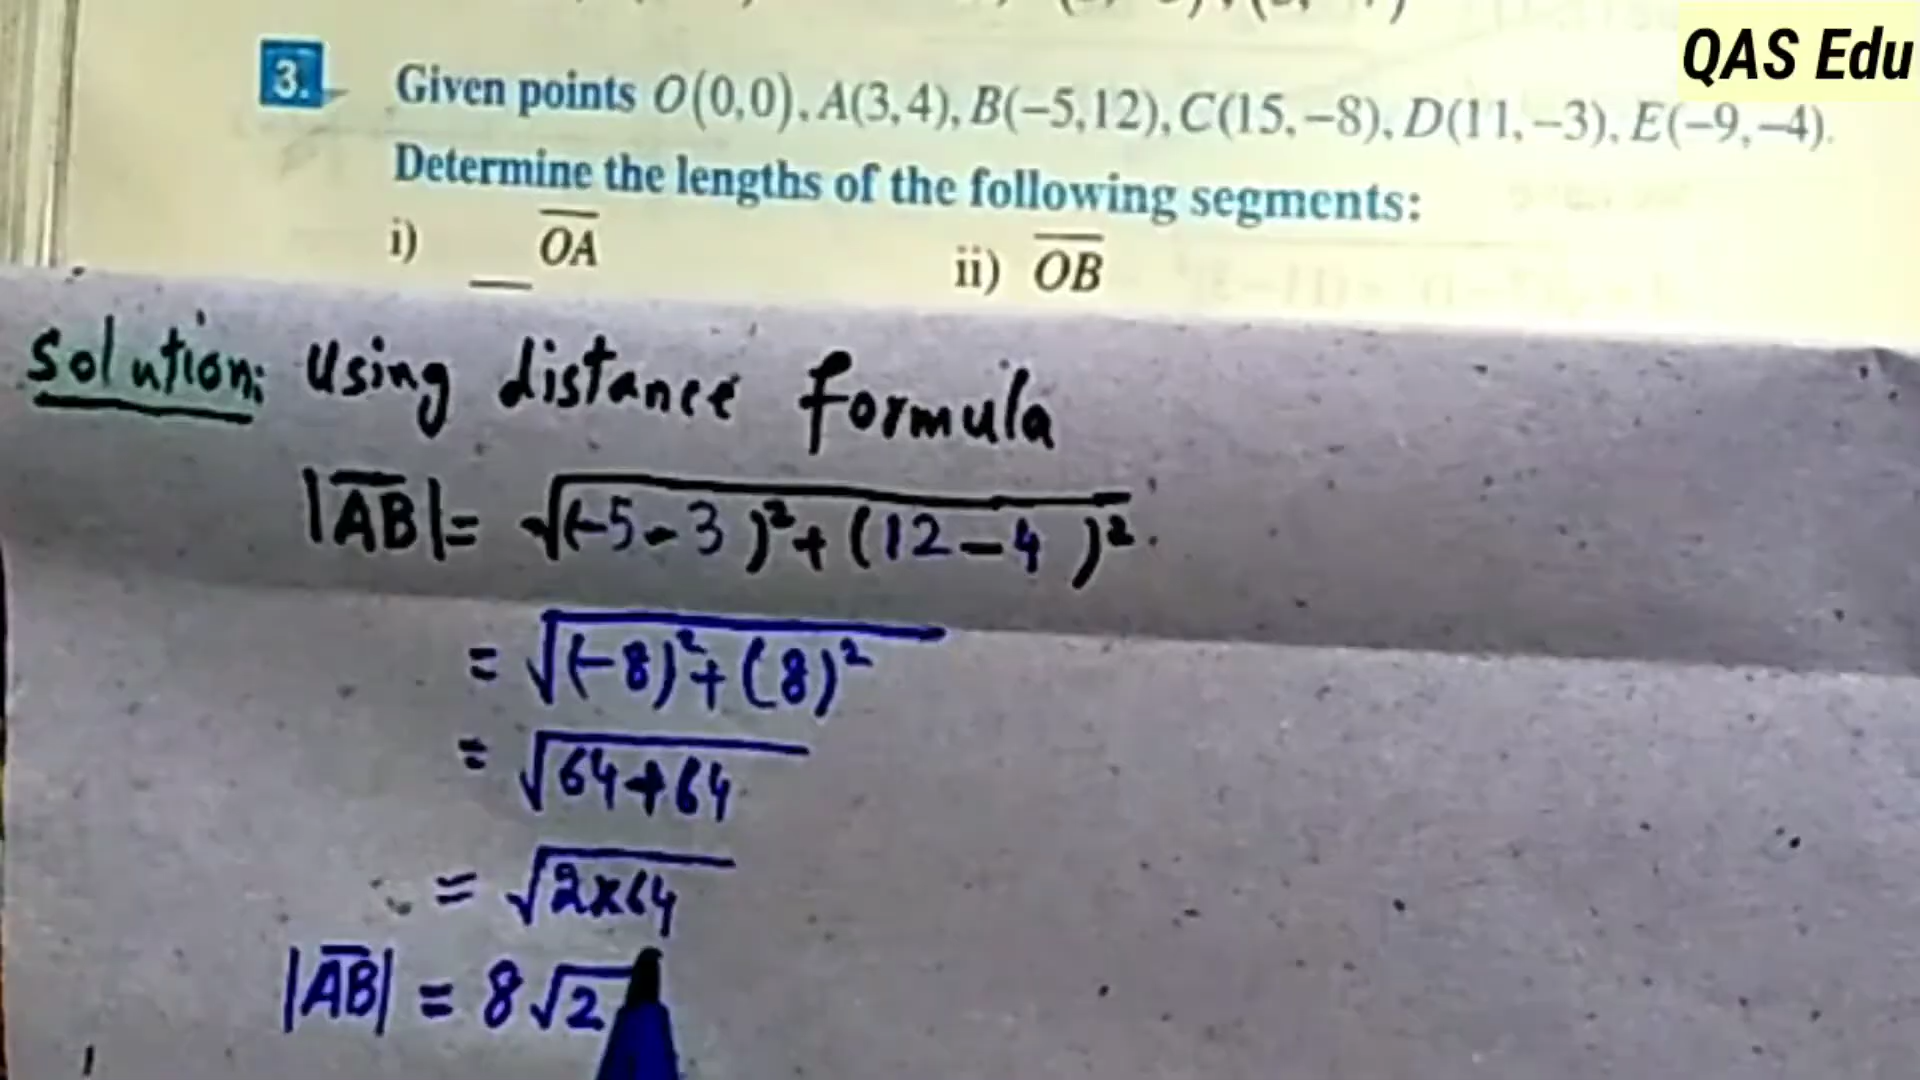 QAS Edu
3. Given points O(0,0), A(3,4), B(−5,12), C(15,−8), D(11,−3), E(−9,−4).
Determine the lengths of the following segments:
i) OA ii) OB
Solution: Using distance formula
|AB| = √(-5-3)²+(12-4)²
= √(-8)²+(8)²
= √64+64
= √2×64
|AB| = 8√2